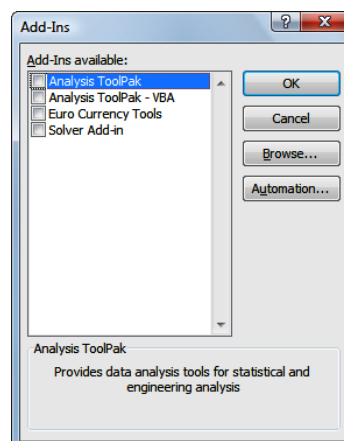 Add-Ins
?
X
Add-Ins available:
Analysis ToolPak
Analysis ToolPak - VBA
Euro Currency Tools
Solver Add-in
OK
Cancel
Browse...
Automation...
Analysis ToolPak
Provides data analysis tools for statistical and
engineering analysis